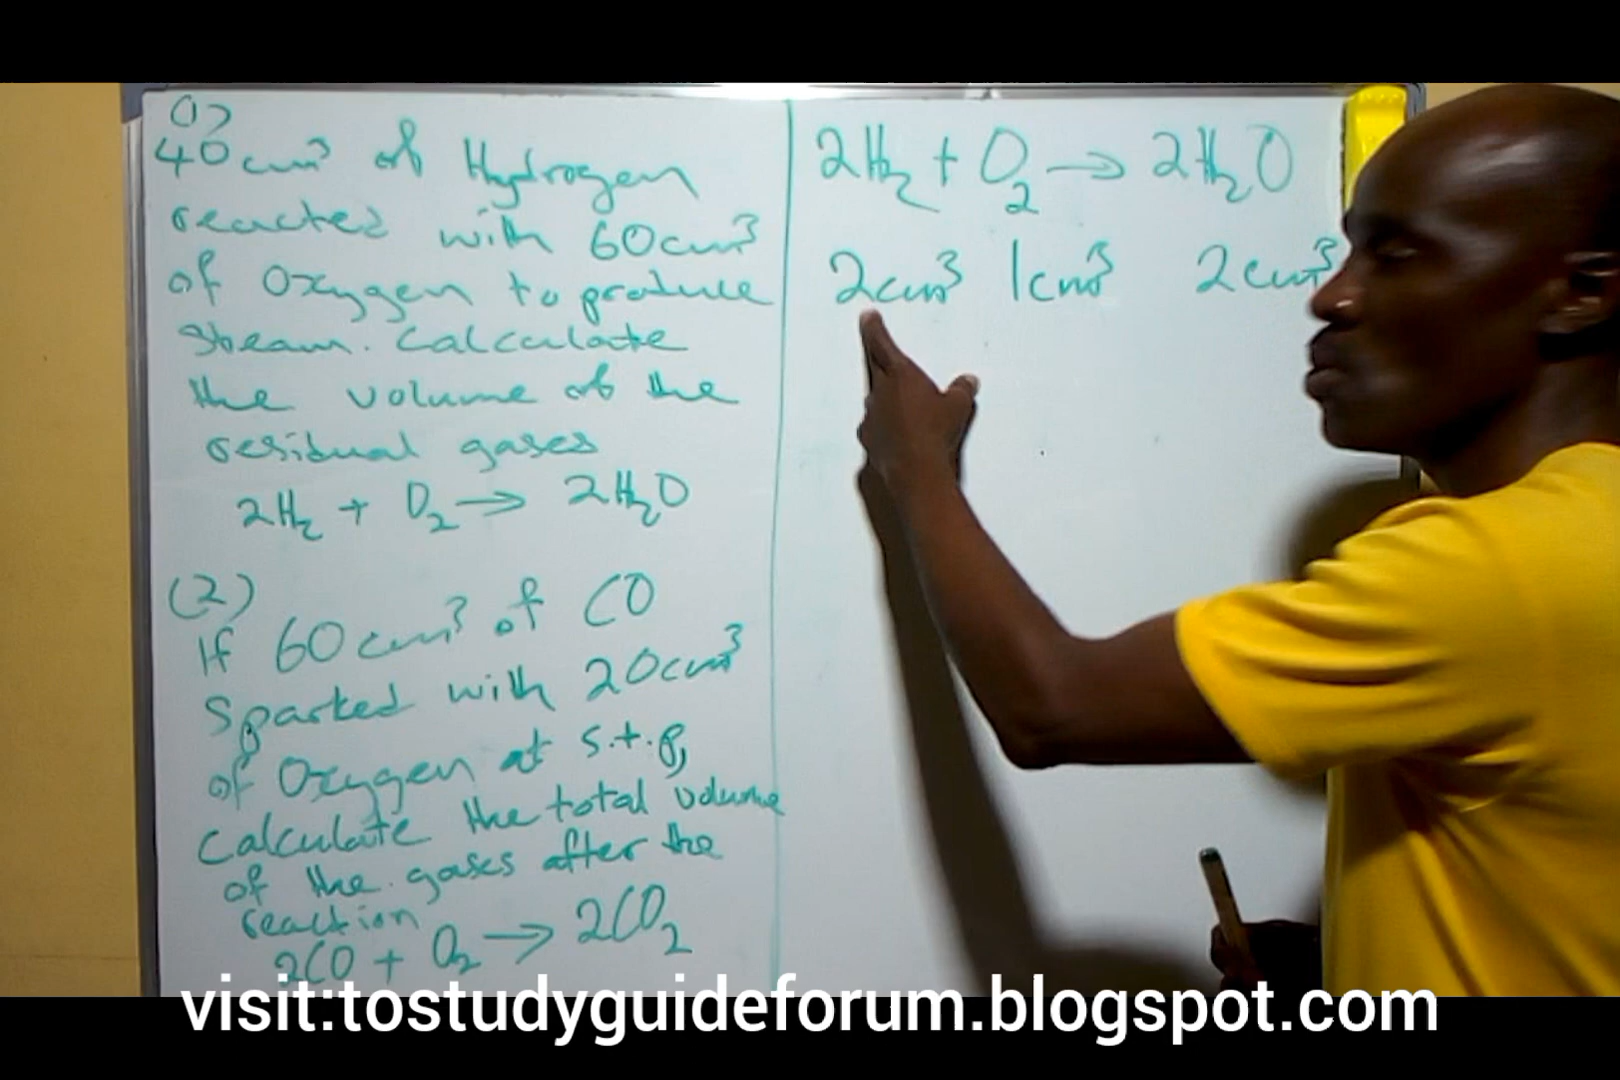 1)
40cm³ of Hydrogen
reacted with 60cm³
of Oxygen to produce
steam. Calculate
the volume of the
residual gases
2H₂ + O₂ → 2H₂O
(2)
If 60cm³ of CO
Sparked with 20cm³
of Oxygen at s.t.p,
Calculate the total volume
of the gases after the
reaction
2CO + O₂ → 2CO₂
2H₂ + O₂ → 2H₂O
2cm³ 1cm³ 2cm³
visit:tostudyguideforum.blogspot.com